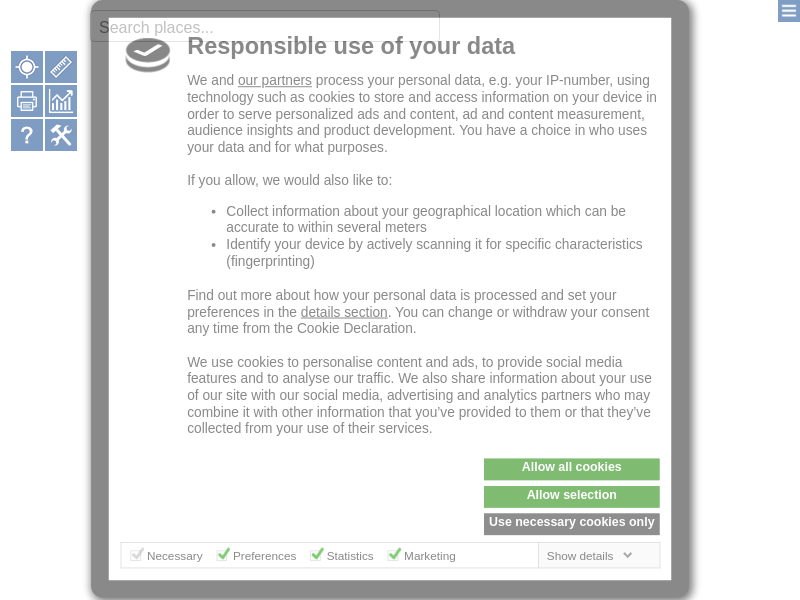 Search places...
Responsible use of your data
We and our partners process your personal data, e.g. your IP-number, using
technology such as cookies to store and access information on your device in
order to serve personalized ads and content, ad and content measurement,
audience insights and product development. You have a choice in who uses
your data and for what purposes.
If you allow, we would also like to:
• Collect information about your geographical location which can be
accurate to within several meters
• Identify your device by actively scanning it for specific characteristics
(fingerprinting)
Find out more about how your personal data is processed and set your
preferences in the details section. You can change or withdraw your consent
any time from the Cookie Declaration.
We use cookies to personalise content and ads, to provide social media
features and to analyse our traffic. We also share information about your use
of our site with our social media, advertising and analytics partners who may
combine it with other information that you’ve provided to them or that they’ve
collected from your use of their services.
Allow all cookies
Allow selection
Use necessary cookies only
Necessary Preferences Statistics Marketing Show details